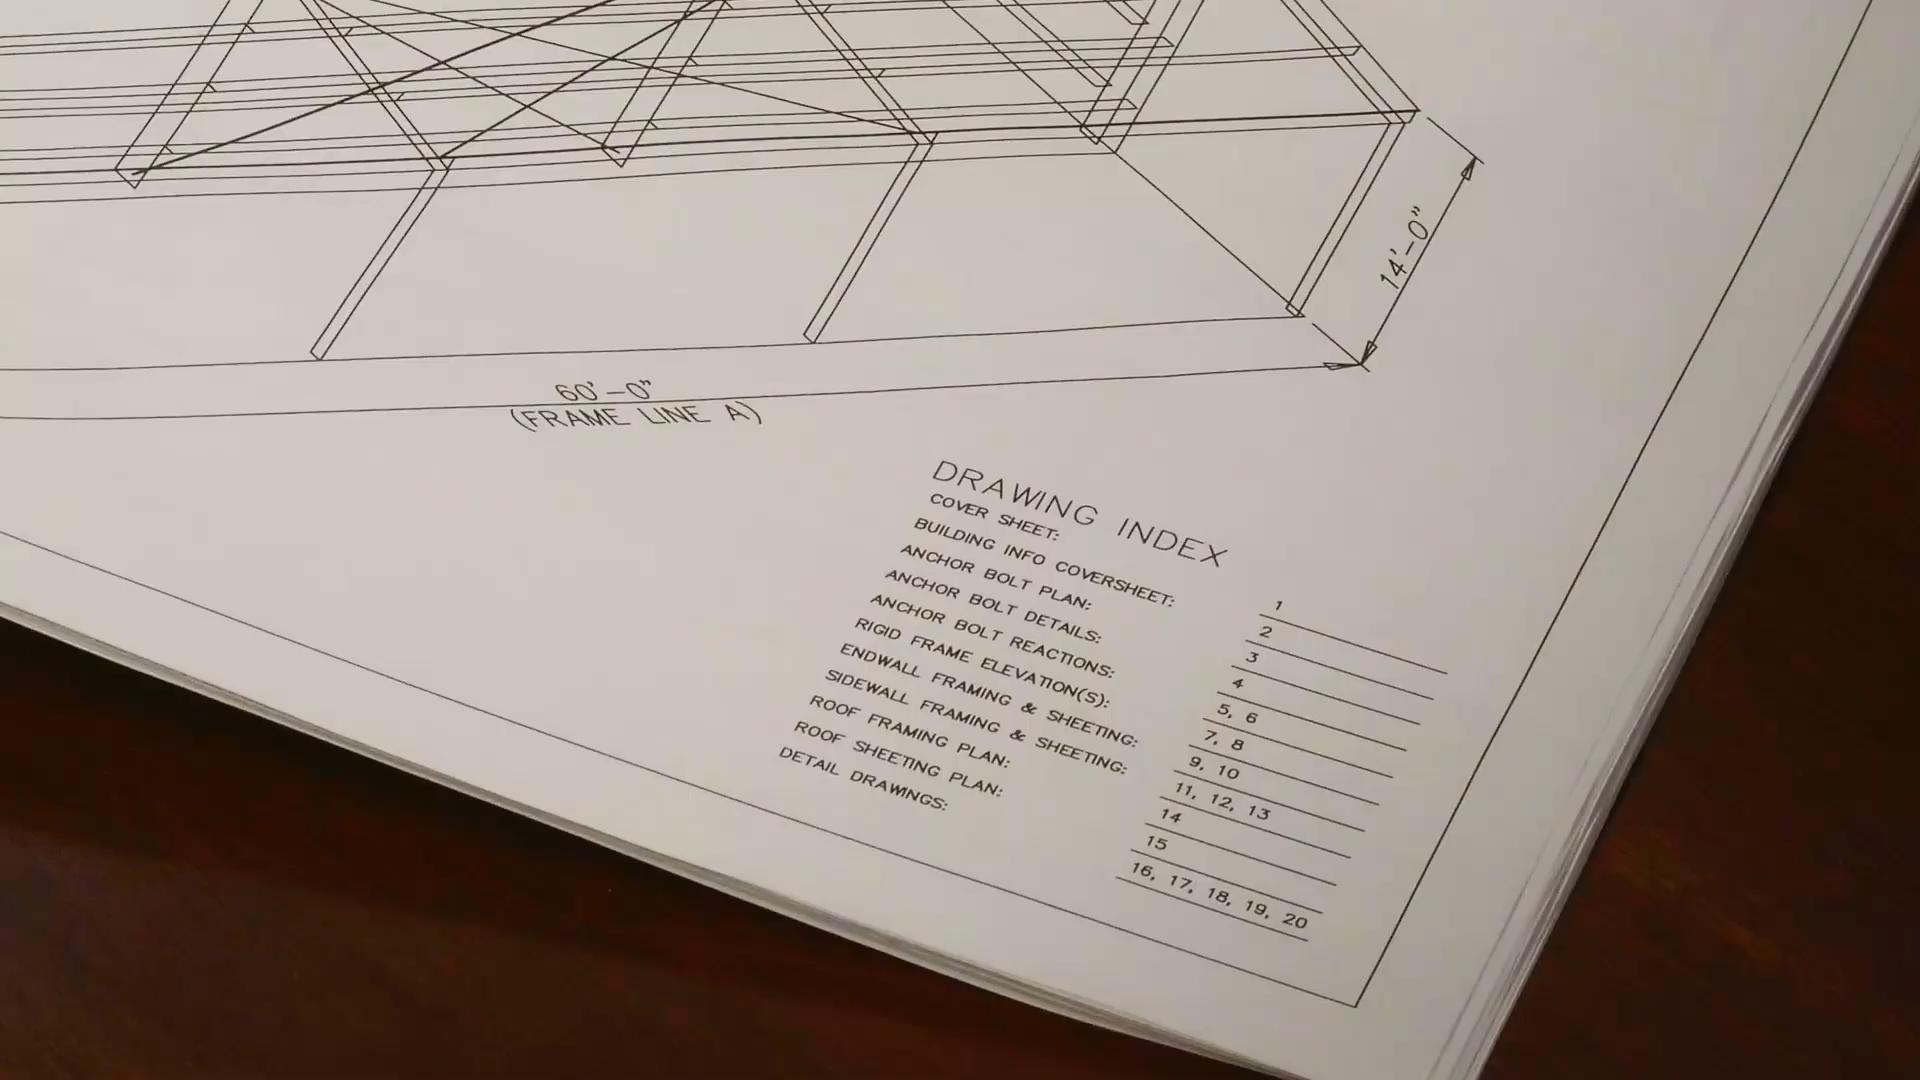 14'-0"
60'-0"
(FRAME LINE A)
DRAWING INDEX
COVER SHEET: 1
BUILDING INFO COVERSHEET: 2
ANCHOR BOLT PLAN: 3
ANCHOR BOLT DETAILS: 4
ANCHOR BOLT REACTIONS: 5, 6
RIGID FRAME ELEVATION(S): 7, 8
ENDWALL FRAMING & SHEETING: 9, 10
SIDEWALL FRAMING & SHEETING: 11, 12, 13
ROOF FRAMING PLAN: 14
ROOF SHEETING PLAN: 15
DETAIL DRAWINGS: 16, 17, 18, 19, 20